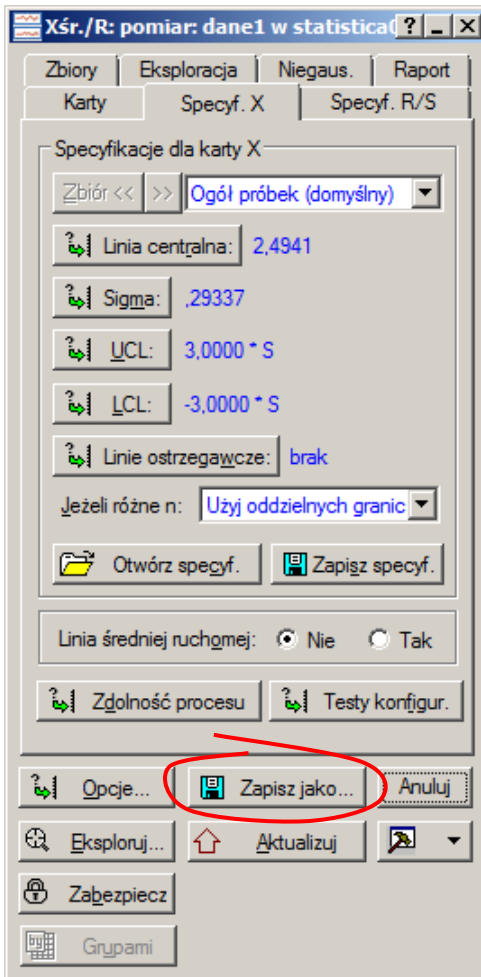 Xśr./R: pomiar: dane1 w statistica
Zbiory Eksploracja Niegaus. Raport
Karty Specyf. X Specyf. R/S
Specyfikacje dla karty X
Zbiór << >> Ogół próbek (domyślny)
Linia centralna: 2,4941
Sigma: ,29337
UCL: 3,0000 * S
LCL: -3,0000 * S
Linie ostrzegawcze: brak
Jeżeli różne n: Użyj oddzielnych granic
Otwórz specyf. Zapisz specyf.
Linia średniej ruchomej: Nie Tak
Zdolność procesu Testy konfigur.
Opcje... Zapisz jako... Anuluj
Eksploruj... Aktualizuj
Zabezpiecz
Grupami